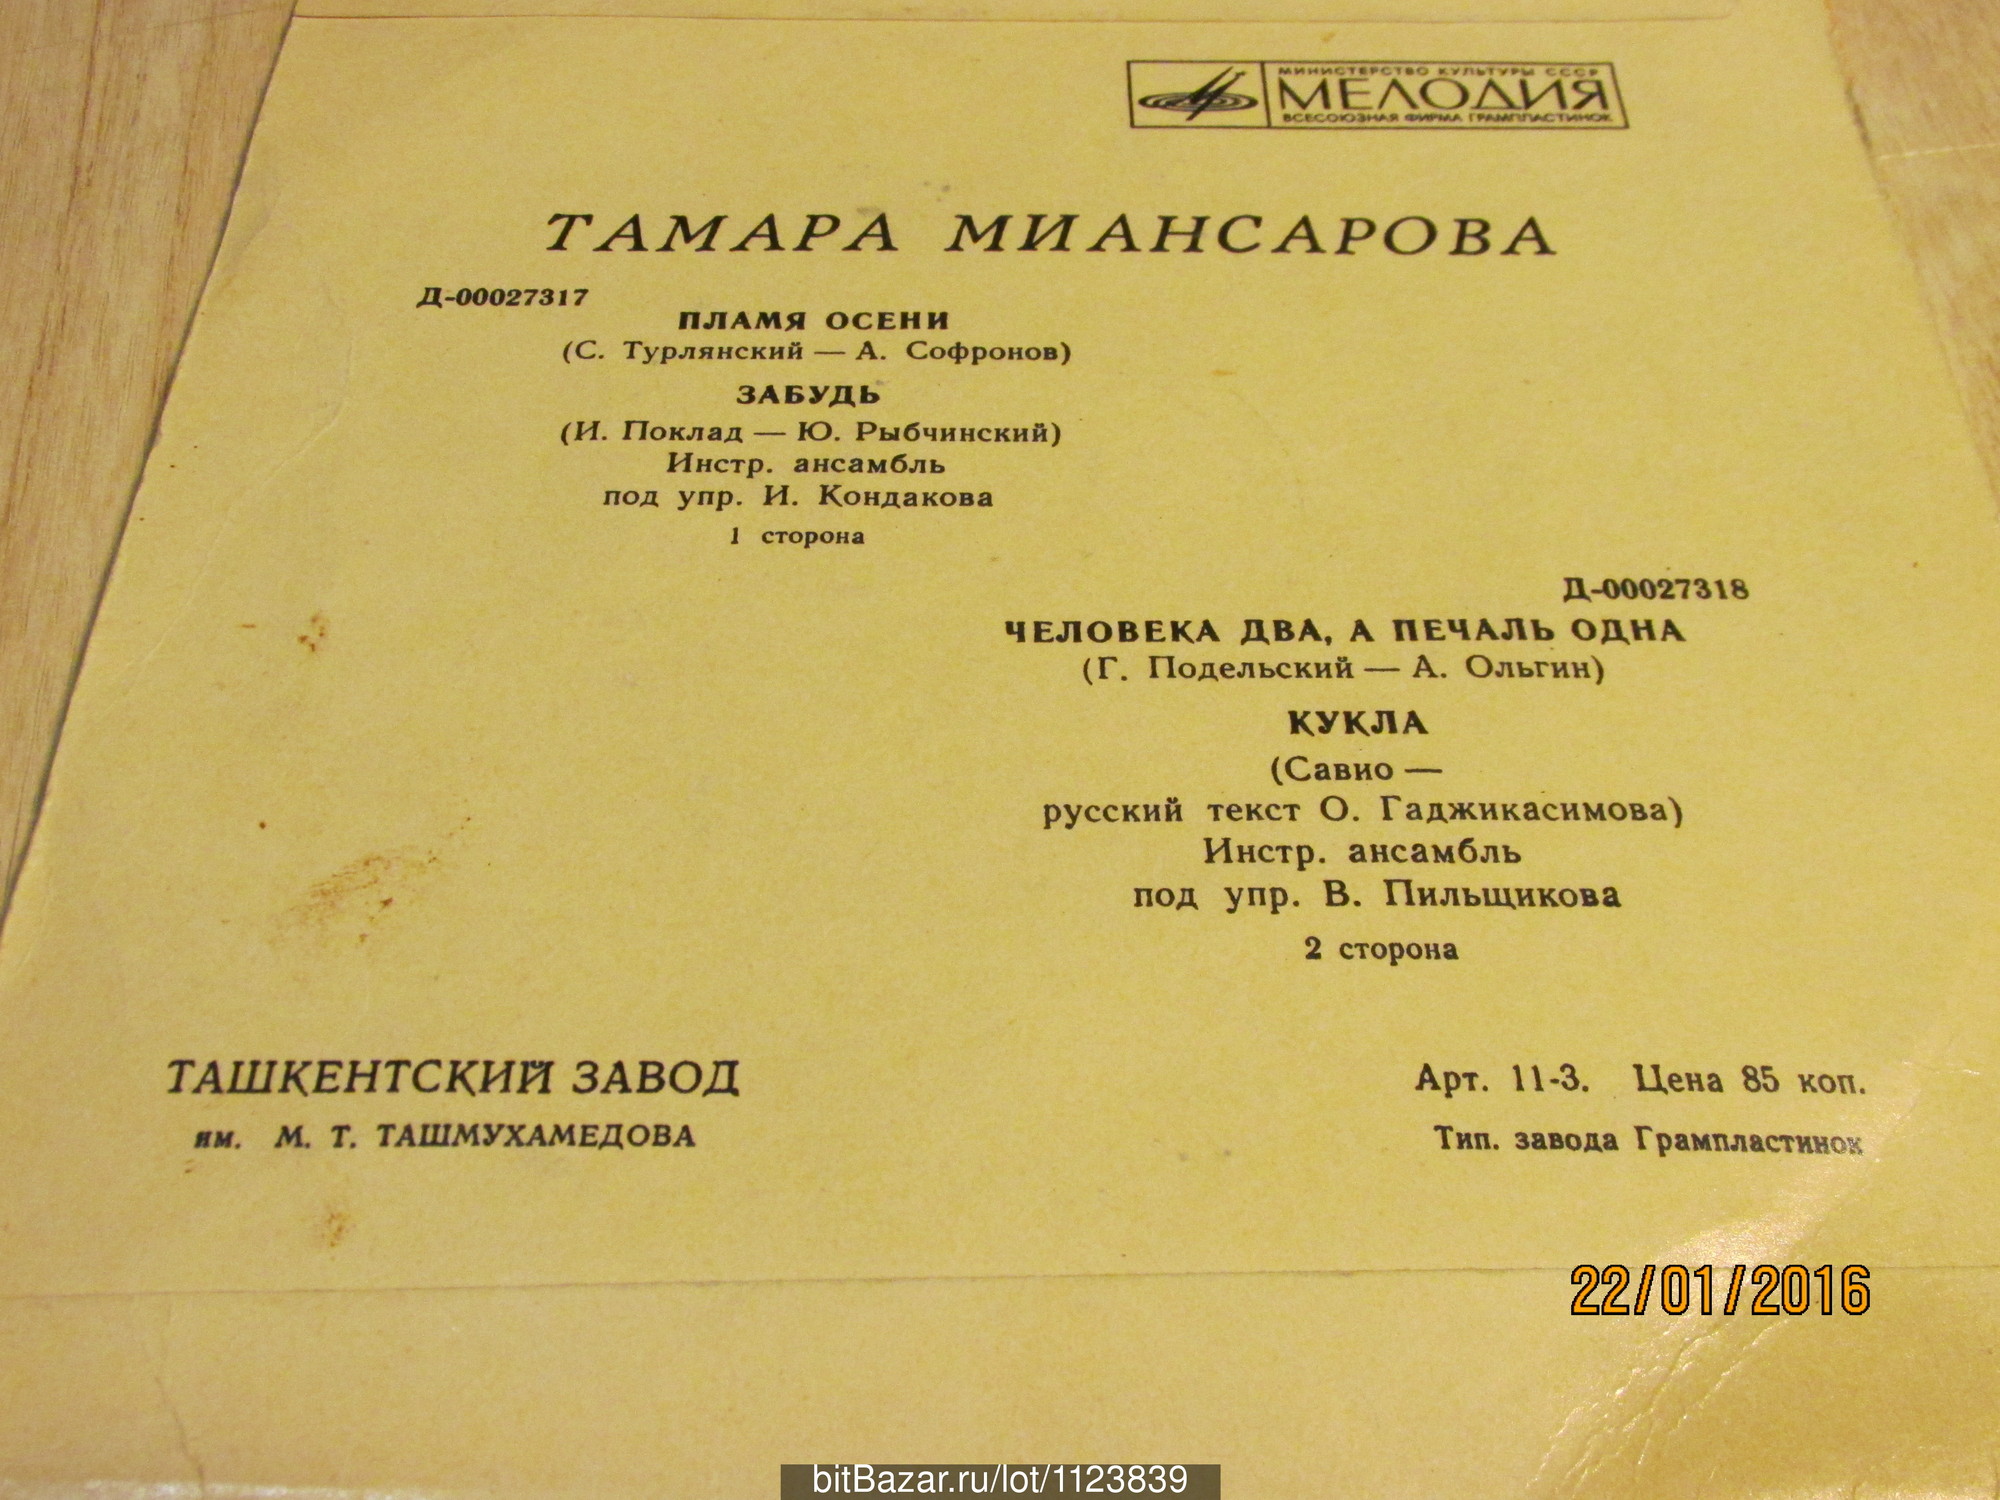 МИНИСТЕРСТВО КУЛЬТУРЫ СССР
МЕЛОДИЯ
ВСЕСОЮЗНАЯ ФИРМА ГРАМПЛАСТИНОК
ТАМАРА МИАНСАРОВА
Д-00027317
ПЛАМЯ ОСЕНИ
(С. Турлянский — А. Софронов)
ЗАБУДЬ
(И. Поклад — Ю. Рыбчинский)
Инстр. ансамбль
под упр. И. Кондакова
1 сторона
Д-00027318
ЧЕЛОВЕКА ДВА, А ПЕЧАЛЬ ОДНА
(Г. Подельский — А. Ольгин)
КУКЛА
(Савио —
русский текст О. Гаджикасимова)
Инстр. ансамбль
под упр. В. Пильщикова
2 сторона
ТАШКЕНТСКИЙ ЗАВОД
им. М. Т. ТАШМУХАМЕДОВА
Арт. 11-3. Цена 85 коп.
Тип. завода Грампластинок
22/01/2016
bitBazar.ru/lot/1123839